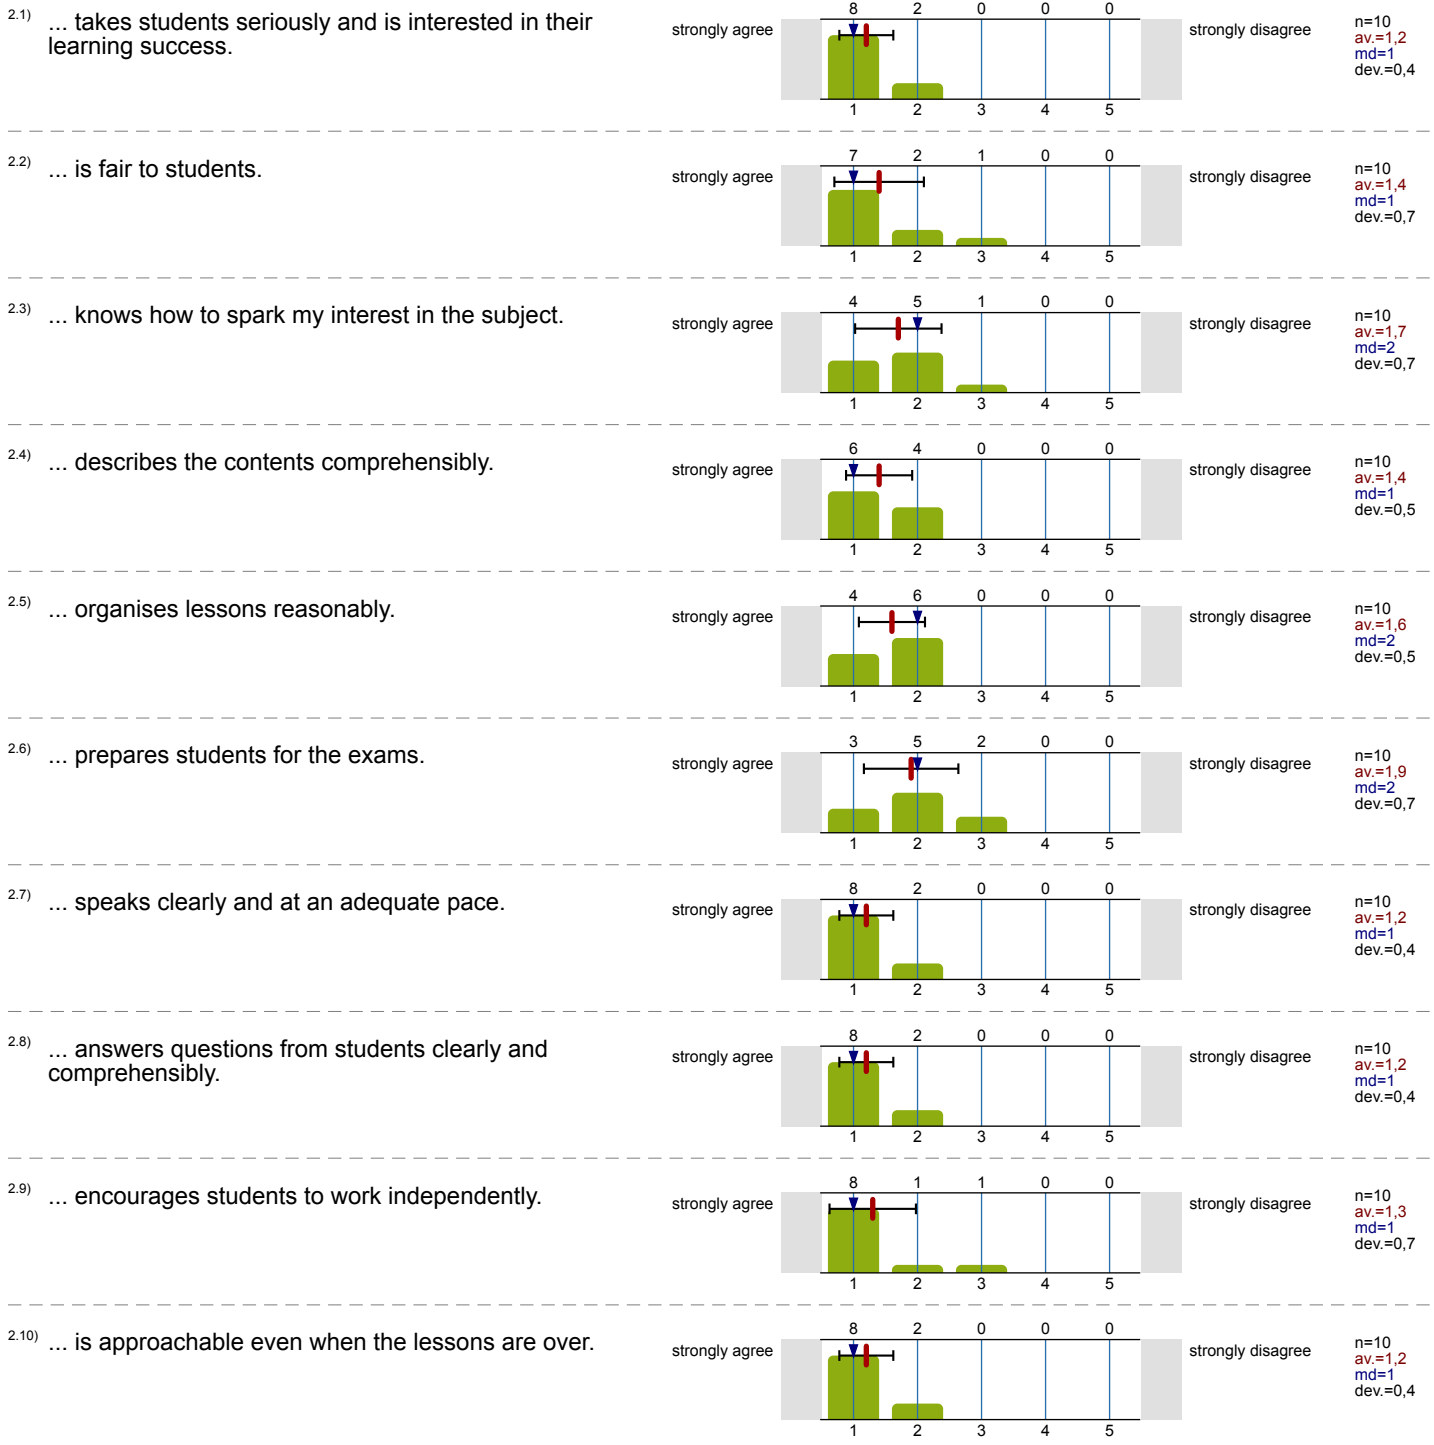 2.1) ... takes students seriously and is interested in their
learning success.
8 2 0 0 0
strongly agree strongly disagree
1 2 3 4 5
n=10
av.=1,2
md=1
dev.=0,4
2.2) ... is fair to students.
7 2 1 0 0
strongly agree strongly disagree
1 2 3 4 5
n=10
av.=1,4
md=1
dev.=0,7
2.3) ... knows how to spark my interest in the subject.
4 5 1 0 0
strongly agree strongly disagree
1 2 3 4 5
n=10
av.=1,7
md=2
dev.=0,7
2.4) ... describes the contents comprehensibly.
6 4 0 0 0
strongly agree strongly disagree
1 2 3 4 5
n=10
av.=1,4
md=1
dev.=0,5
2.5) ... organises lessons reasonably.
4 6 0 0 0
strongly agree strongly disagree
1 2 3 4 5
n=10
av.=1,6
md=2
dev.=0,5
2.6) ... prepares students for the exams.
3 5 2 0 0
strongly agree strongly disagree
1 2 3 4 5
n=10
av.=1,9
md=2
dev.=0,7
2.7) ... speaks clearly and at an adequate pace.
8 2 0 0 0
strongly agree strongly disagree
1 2 3 4 5
n=10
av.=1,2
md=1
dev.=0,4
2.8) ... answers questions from students clearly and
comprehensibly.
8 2 0 0 0
strongly agree strongly disagree
1 2 3 4 5
n=10
av.=1,2
md=1
dev.=0,4
2.9) ... encourages students to work independently.
8 1 1 0 0
strongly agree strongly disagree
1 2 3 4 5
n=10
av.=1,3
md=1
dev.=0,7
2.10) ... is approachable even when the lessons are over.
8 2 0 0 0
strongly agree strongly disagree
1 2 3 4 5
n=10
av.=1,2
md=1
dev.=0,4